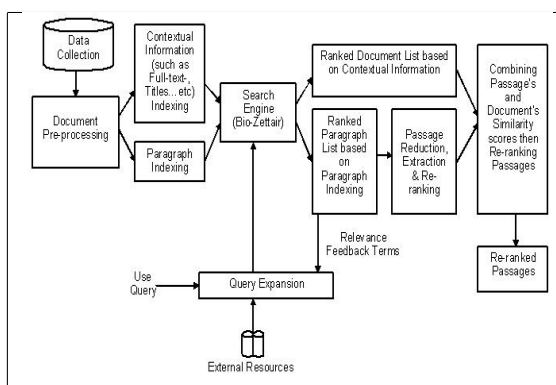 Data
Collection
Document
Pre-processing
Contextual
Information
(such as
Full-text-,
Titles...etc)
Indexing
Paragraph
Indexing
Search
Engine
(Bio-Zettair)
Ranked Document List based
on Contextual Information
Ranked
Paragraph
List based
on
Paragraph
Indexing
Passage
Reduction,
Extraction
& Re-
ranking
Combining
Passage's
and
Document's
Similarity
scores then
Re-ranking
Passages
Re-ranked
Passages
Relevance
Feedback Terms
Use
Query
Query Expansion
External Resources